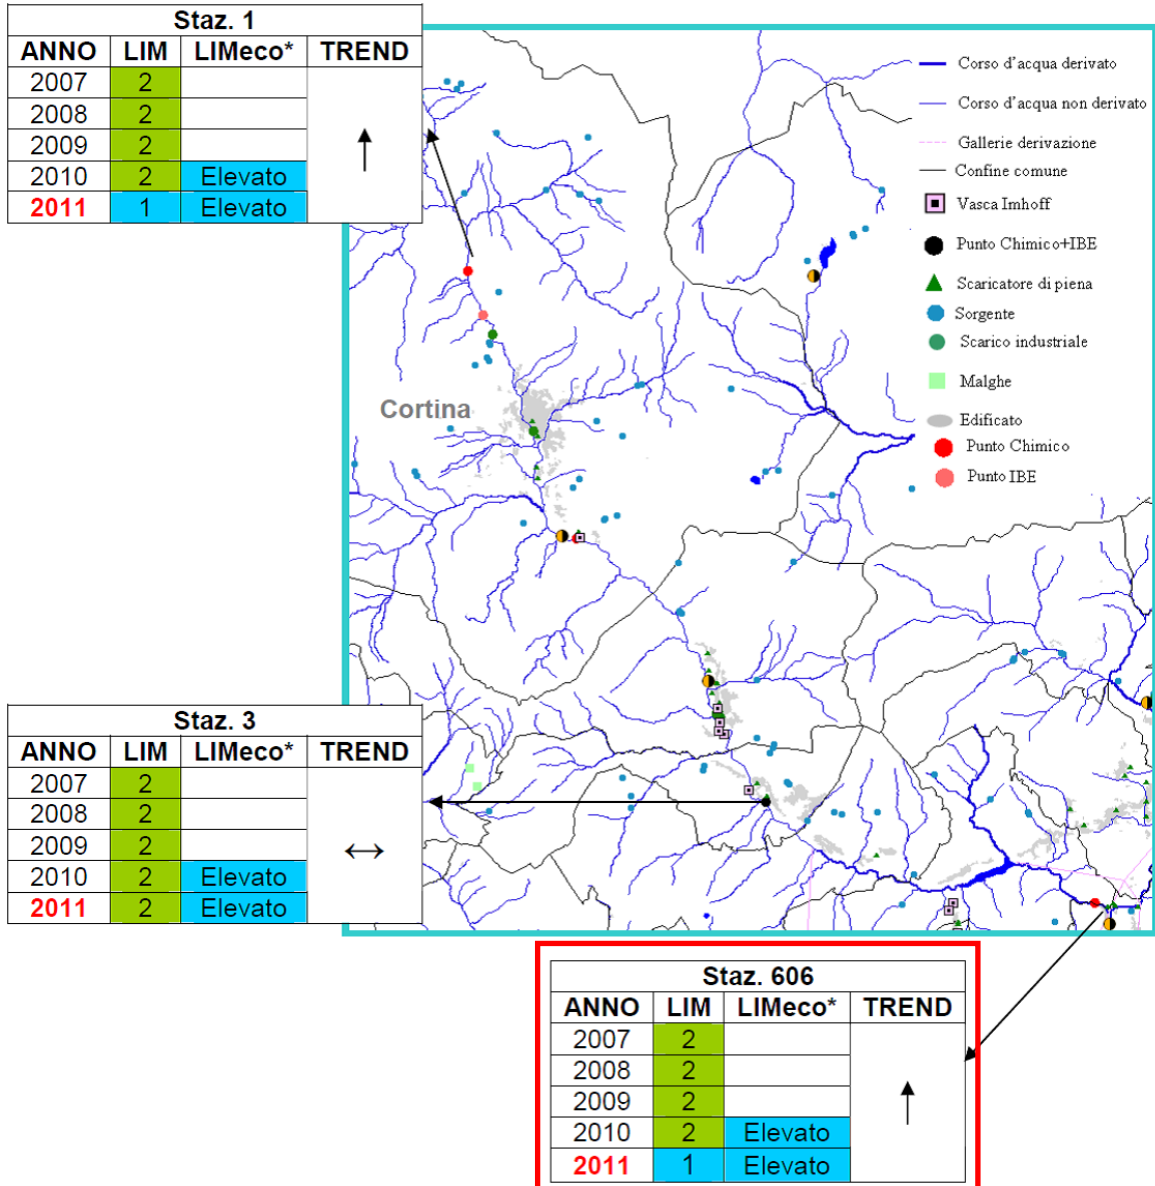 Staz. 1
ANNO LIM LIMeco* TREND
2007 2
2008 2
2009 2
2010 2 Elevato
2011 1 Elevato
Corso d'acqua derivato
Corso d'acqua non derivato
Gallerie derivazione
Confine comune
Vasca Imhoff
Punto Chimico+IBE
Scaricatore di piena
Sorgente
Scarico industriale
Malghe
Edificato
Punto Chimico
Punto IBE
Cortina
Staz. 3
ANNO LIM LIMeco* TREND
2007 2
2008 2
2009 2
2010 2 Elevato
2011 2 Elevato
Staz. 606
ANNO LIM LIMeco* TREND
2007 2
2008 2
2009 2
2010 2 Elevato
2011 1 Elevato